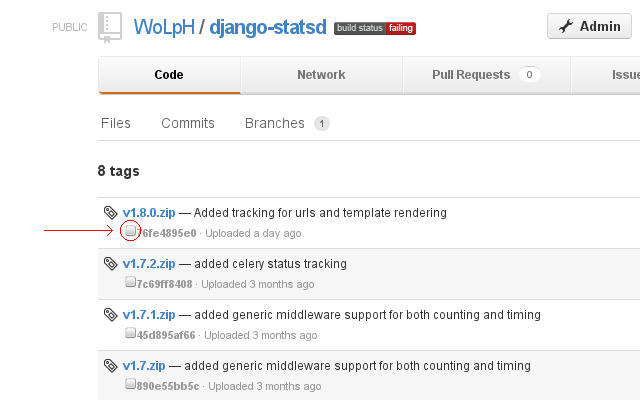 PUBLIC WoLpH / django-statsd build status failing Admin
Code Network Pull Requests 0 Issue
Files Commits Branches 1
8 tags
v1.8.0.zip — Added tracking for urls and template rendering
76fe4895e0 · Uploaded a day ago
v1.7.2.zip — added celery status tracking
7c69ff8408 · Uploaded 3 months ago
v1.7.1.zip — added generic middleware support for both counting and timing
45d895af66 · Uploaded 3 months ago
v1.7.zip — added generic middleware support for both counting and timing
890e55bb5c · Uploaded 3 months ago